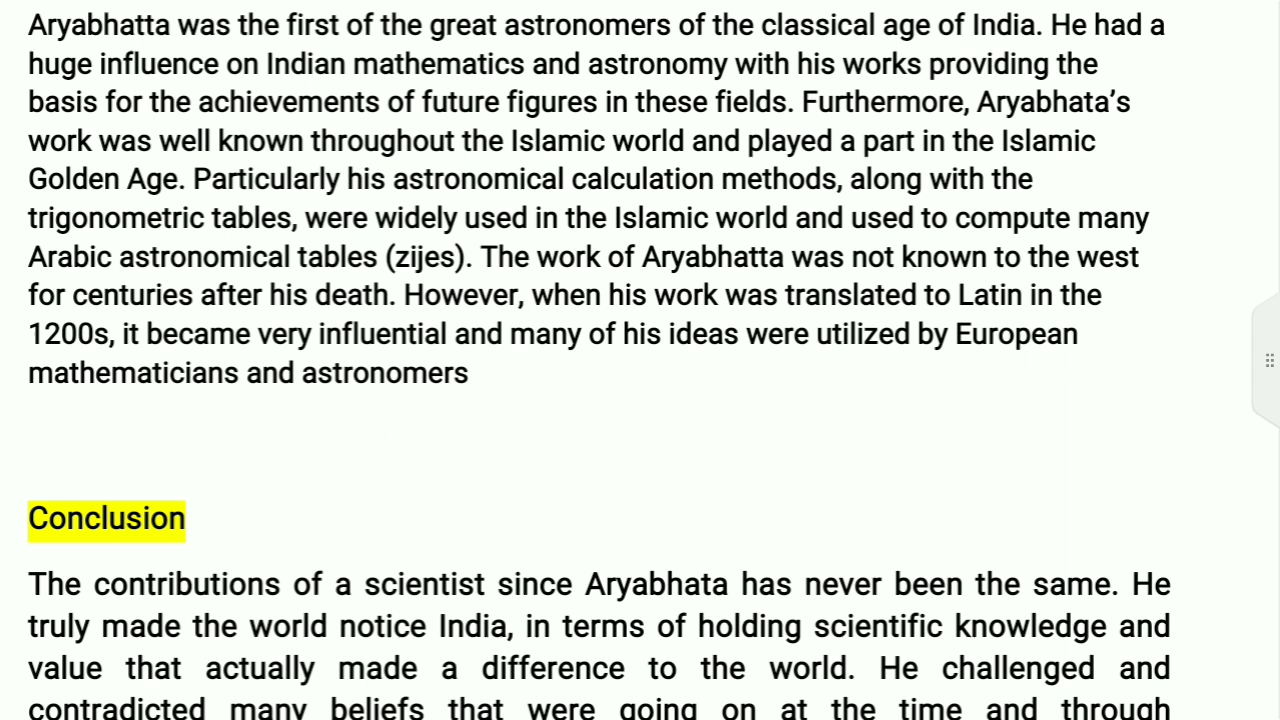 Aryabhatta was the first of the great astronomers of the classical age of India. He had a
huge influence on Indian mathematics and astronomy with his works providing the
basis for the achievements of future figures in these fields. Furthermore, Aryabhata’s
work was well known throughout the Islamic world and played a part in the Islamic
Golden Age. Particularly his astronomical calculation methods, along with the
trigonometric tables, were widely used in the Islamic world and used to compute many
Arabic astronomical tables (zijes). The work of Aryabhatta was not known to the west
for centuries after his death. However, when his work was translated to Latin in the
1200s, it became very influential and many of his ideas were utilized by European
mathematicians and astronomers
Conclusion
The contributions of a scientist since Aryabhata has never been the same. He
truly made the world notice India, in terms of holding scientific knowledge and
value that actually made a difference to the world. He challenged and
contradicted many beliefs that were going on at the time and through